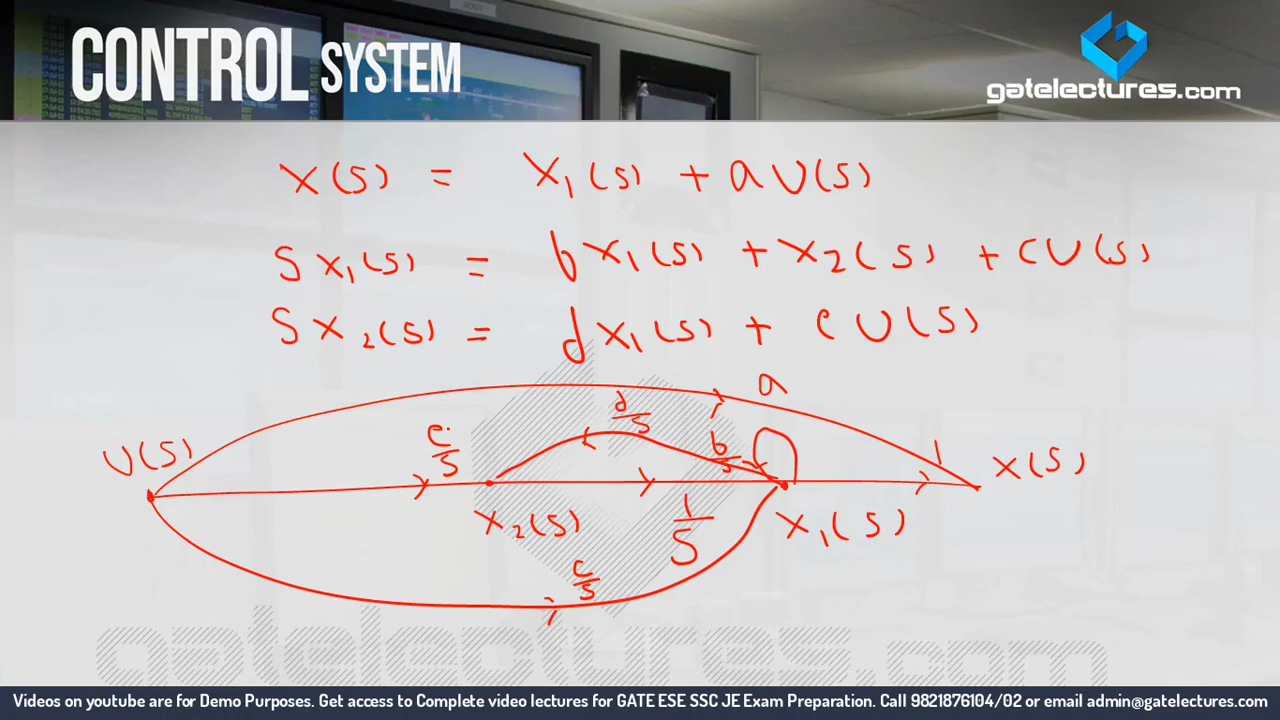 CONTROL SYSTEM
gatelectures.com
X(s) = X₁(s) + aU(s)
SX₁(s) = bX₁(s) + X₂(s) + CU(s)
SX₂(s) = dX₁(s) + eU(s)
a
d/s
U(s) e/s b/s 1 X(s)
X₂(s) 1/S X₁(s)
c/s
gatelectures.com
Videos on youtube are for Demo Purposes. Get access to Complete video lectures for GATE ESE SSC JE Exam Preparation. Call 9821876104/02 or email admin@gatelectures.com